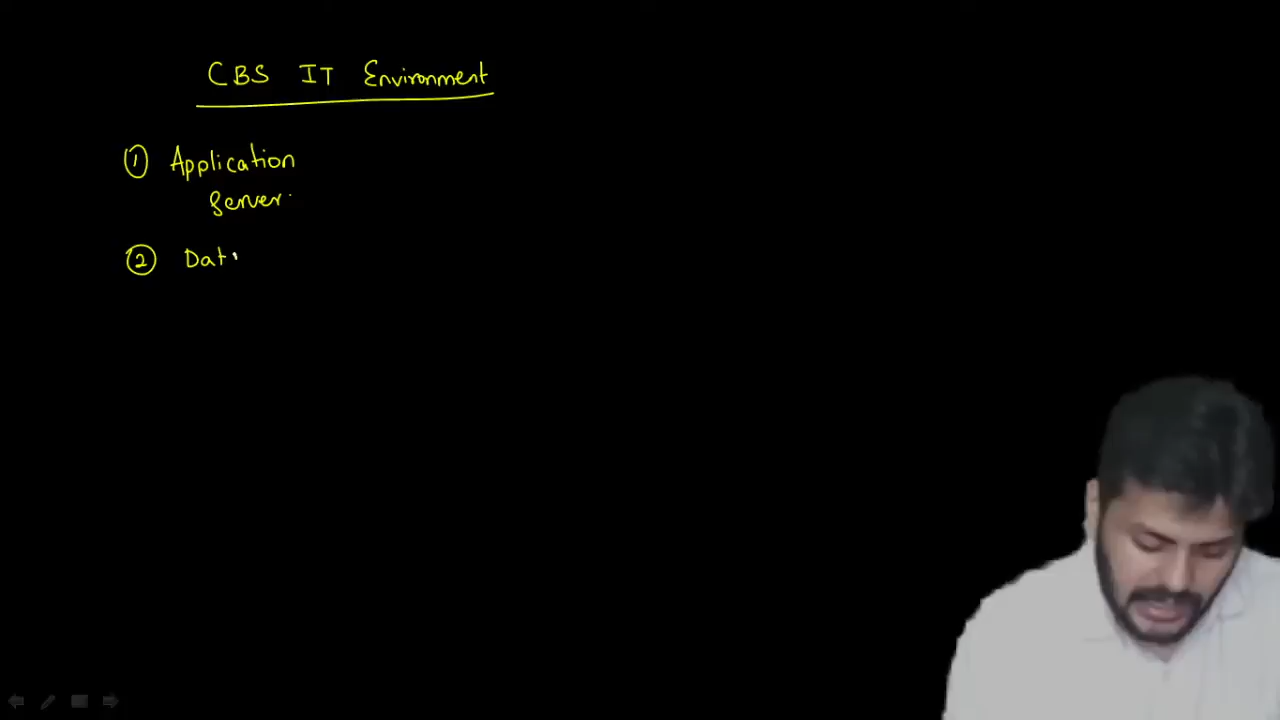 CBS IT Environment
① Application
Server.
② Dat